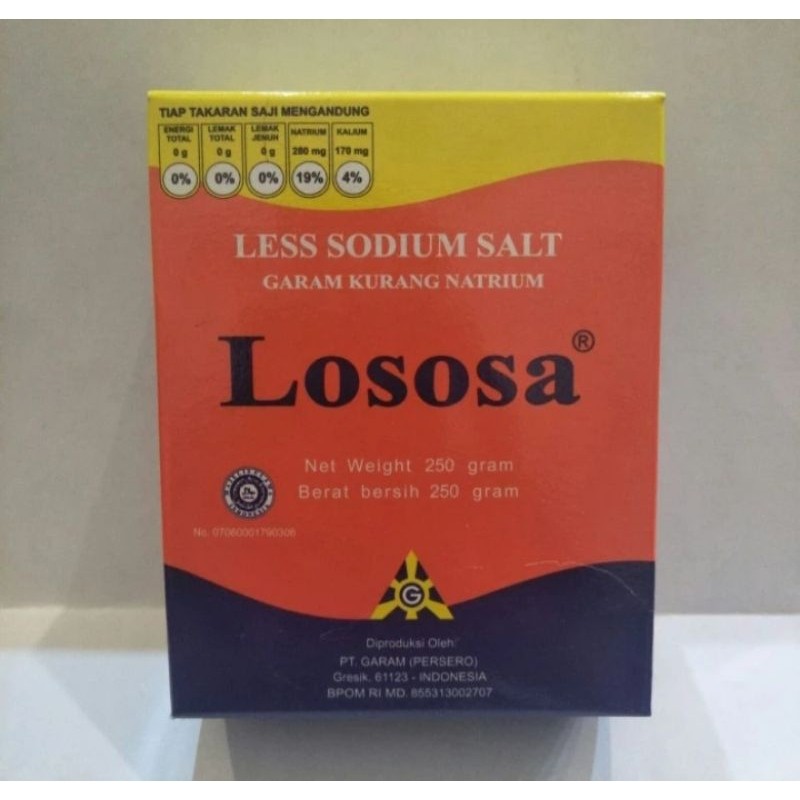 TIAP TAKARAN SAJI MENGANDUNG
ENERGI TOTAL 0 g 0%
LEMAK TOTAL 0 g 0%
LEMAK JENUH 0 g 0%
NATRIUM 280 mg 19%
KALIUM 170 mg 4%
LESS SODIUM SALT
GARAM KURANG NATRIUM
Lososa®
Net Weight 250 gram
Berat bersih 250 gram
No. 07060001790306
G
Diproduksi Oleh:
PT. GARAM (PERSERO)
Gresik. 61123 - INDONESIA
BPOM RI MD. 855313002707